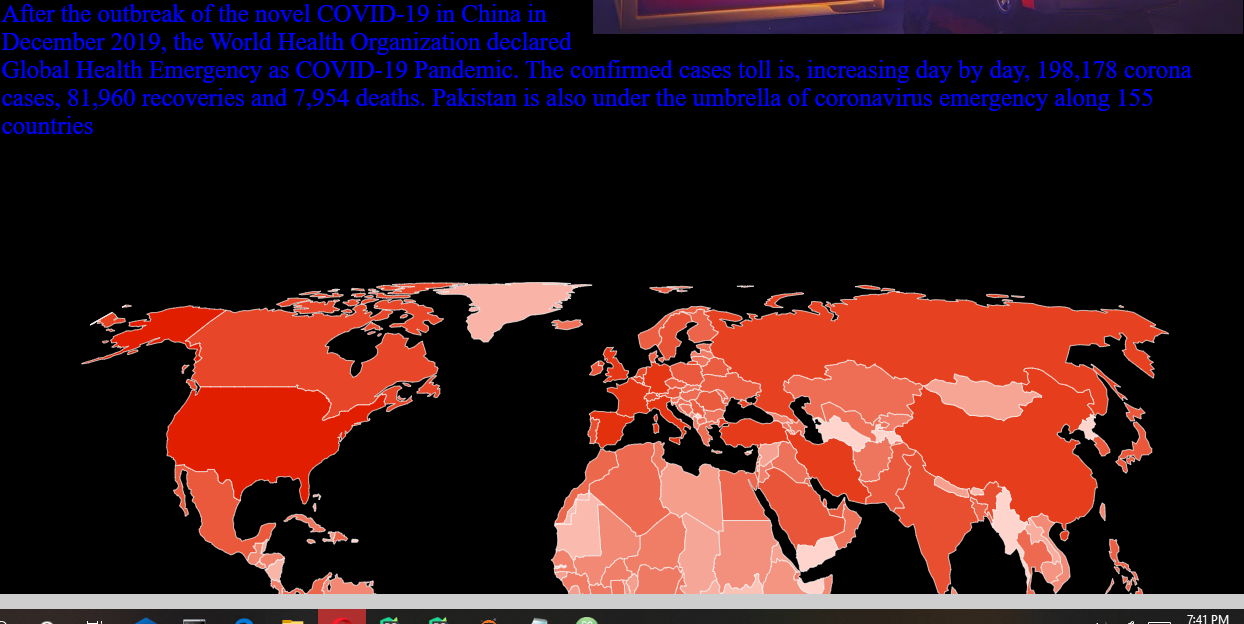 After the outbreak of the novel COVID-19 in China in
December 2019, the World Health Organization declared
Global Health Emergency as COVID-19 Pandemic. The confirmed cases toll is, increasing day by day, 198,178 corona
cases, 81,960 recoveries and 7,954 deaths. Pakistan is also under the umbrella of coronavirus emergency along 155
countries
7:41 PM